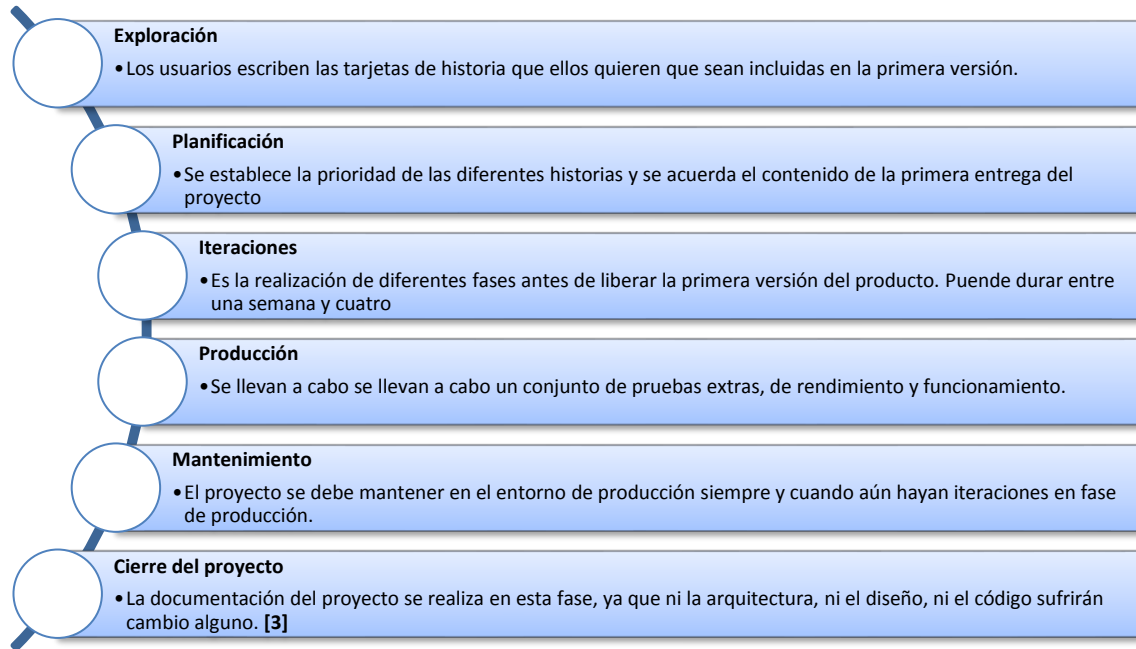 Exploración
•Los usuarios escriben las tarjetas de historia que ellos quieren que sean incluidas en la primera versión.
Planificación
•Se establece la prioridad de las diferentes historias y se acuerda el contenido de la primera entrega del
proyecto
Iteraciones
•Es la realización de diferentes fases antes de liberar la primera versión del producto. Puende durar entre
una semana y cuatro
Producción
•Se llevan a cabo se llevan a cabo un conjunto de pruebas extras, de rendimiento y funcionamiento.
Mantenimiento
•El proyecto se debe mantener en el entorno de producción siempre y cuando aún hayan iteraciones en fase
de producción.
Cierre del proyecto
•La documentación del proyecto se realiza en esta fase, ya que ni la arquitectura, ni el diseño, ni el código sufrirán
cambio alguno. [3]